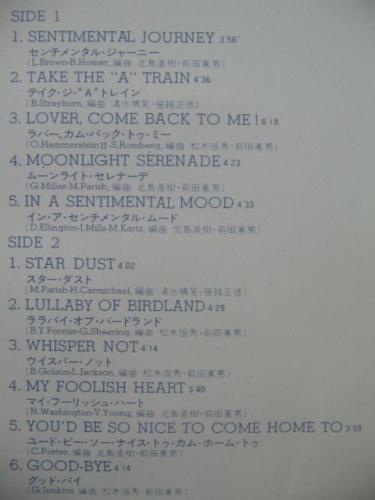 SIDE 1
1. SENTIMENTAL JOURNEY 3'56"
センチメンタル・ジャーニー
(L.Brown-B.Homer, 編曲 北島直樹・前田憲男)
2. TAKE THE "A" TRAIN 4'36
テイク・ジ・"A"トレイン
(B.Strayhorn, 編曲 清水靖晃・笹路正徳)
3. LOVER, COME BACK TO ME! 6'18
ラバー, カム・バック・トゥ・ミー
(O.HammersteinII-S.Romberg, 編曲 松木恒秀・前田憲男)
4. MOONLIGHT SERENADE 4'23
ムーンライト・セレナーデ
(G.Miller-M.Parish, 編曲 北島直樹・前田憲男)
5. IN A SENTIMENTAL MOOD 4'33
イン・ア・センチメンタル・ムード
(D.Ellington-I.Mills-M.Kartz, 編曲 北島直樹・前田憲男)
SIDE 2
1. STAR DUST 4'02
スター・ダスト
(M.Parish-H.Carmichael, 編曲 清水靖晃・笹路正徳)
2. LULLABY OF BIRDLAND 4'29
ララバイ・オブ・バードランド
(B.Y.Forster-G.Shearing, 編曲 松木恒秀・前田憲男)
3. WHISPER NOT 4'14
ウイスパー・ノット
(B.Golson-L.Jackson, 編曲 松木恒秀・前田憲男)
4. MY FOOLISH HEART 3'40
マイ・フーリッシュ・ハート
(N.Washington-V.Young, 編曲 北島直樹・前田憲男)
5. YOU'D BE SO NICE TO COME HOME TO 3'59
ユード・ビー・ソー・ナイス・トゥ・カム・ホーム・トゥ
(C.Porter, 編曲 北島直樹・前田憲男)
6. GOOD-BYE 4'14
グッド・バイ
(G.Jenkins, 編曲 松木恒秀・前田憲男)